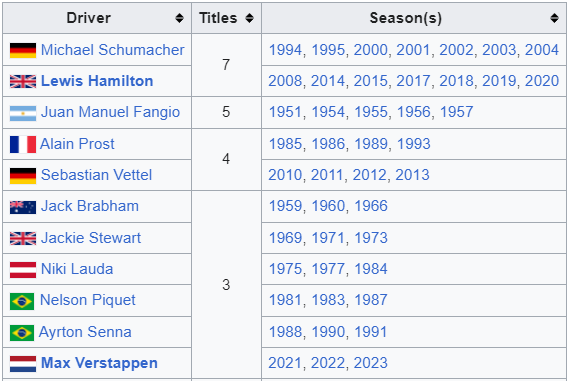 Driver Titles Season(s)
Michael Schumacher 7 1994, 1995, 2000, 2001, 2002, 2003, 2004
Lewis Hamilton 2008, 2014, 2015, 2017, 2018, 2019, 2020
Juan Manuel Fangio 5 1951, 1954, 1955, 1956, 1957
Alain Prost 4 1985, 1986, 1989, 1993
Sebastian Vettel 2010, 2011, 2012, 2013
Jack Brabham 3 1959, 1960, 1966
Jackie Stewart 1969, 1971, 1973
Niki Lauda 1975, 1977, 1984
Nelson Piquet 1981, 1983, 1987
Ayrton Senna 1988, 1990, 1991
Max Verstappen 2021, 2022, 2023